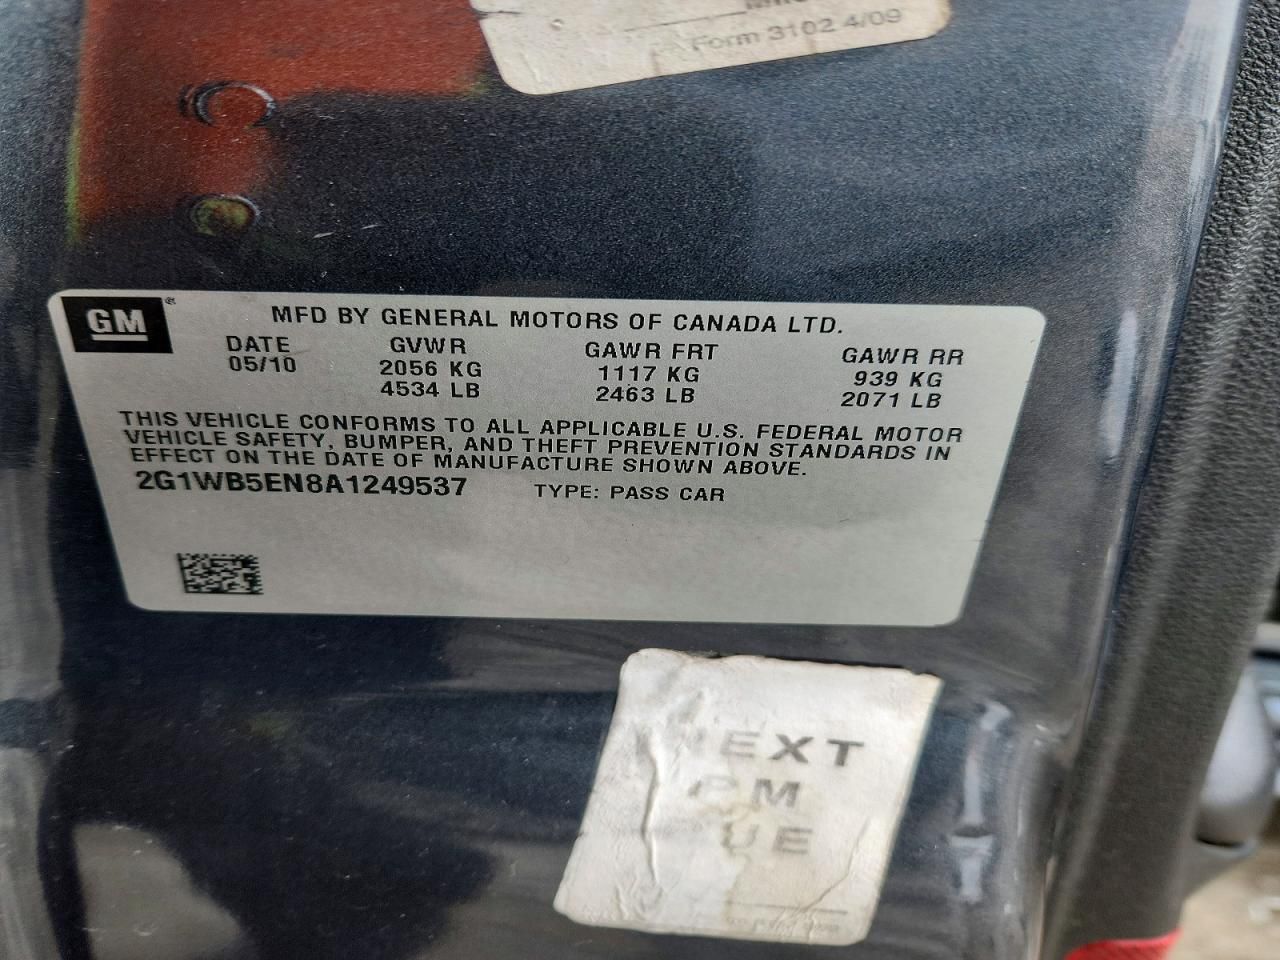 Form 3102 4/09
GM
MFD BY GENERAL MOTORS OF CANADA LTD.
DATE GVWR GAWR FRT GAWR RR
05/10 2056 KG 1117 KG 939 KG
4534 LB 2463 LB 2071 LB
THIS VEHICLE CONFORMS TO ALL APPLICABLE U.S. FEDERAL MOTOR
VEHICLE SAFETY, BUMPER, AND THEFT PREVENTION STANDARDS IN
EFFECT ON THE DATE OF MANUFACTURE SHOWN ABOVE.
2G1WB5EN8A1249537 TYPE: PASS CAR
NEXT
PM
UE